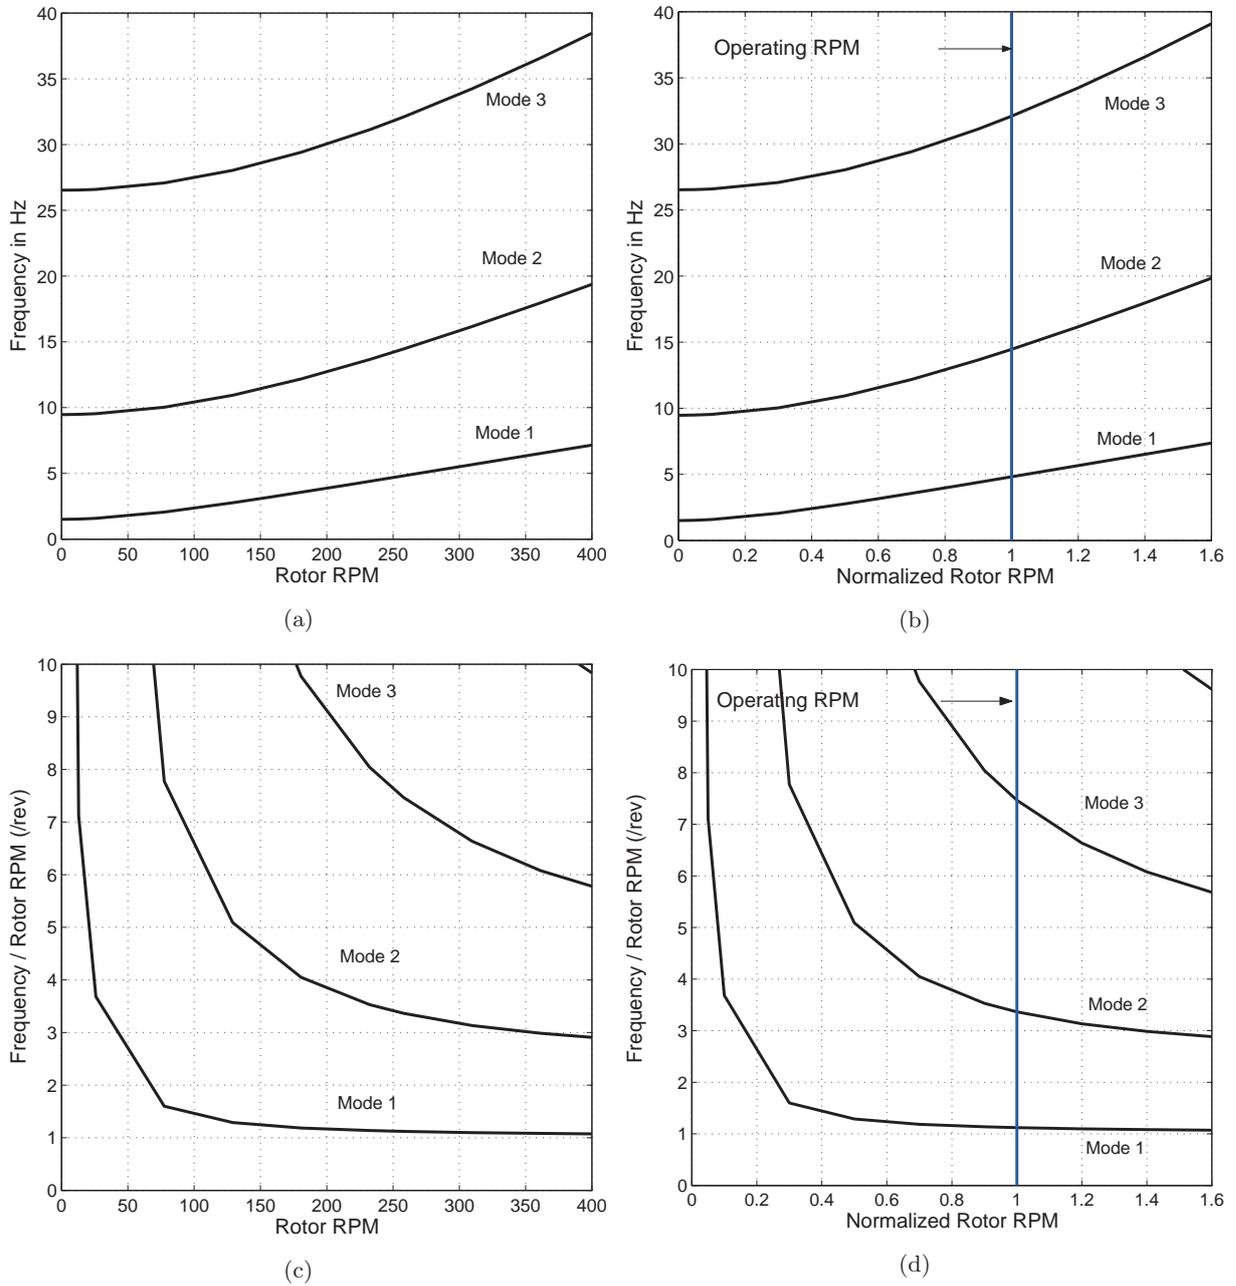 40
35
30
25
20
15
10
5
0
Frequency in Hz
Mode 3
Mode 2
Mode 1
0 50 100 150 200 250 300 350 400
Rotor RPM
(a)
40
35
30
25
20
15
10
5
0
Frequency in Hz
Operating RPM
Mode 3
Mode 2
Mode 1
0 0.2 0.4 0.6 0.8 1 1.2 1.4 1.6
Normalized Rotor RPM
(b)
10
9
8
7
6
5
4
3
2
1
0
Frequency / Rotor RPM (/rev)
Mode 3
Mode 2
Mode 1
0 50 100 150 200 250 300 350 400
Rotor RPM
(c)
10
9
8
7
6
5
4
3
2
1
0
Frequency / Rotor RPM (/rev)
Operating RPM
Mode 3
Mode 2
Mode 1
0 0.2 0.4 0.6 0.8 1 1.2 1.4 1.6
Normalized Rotor RPM
(d)